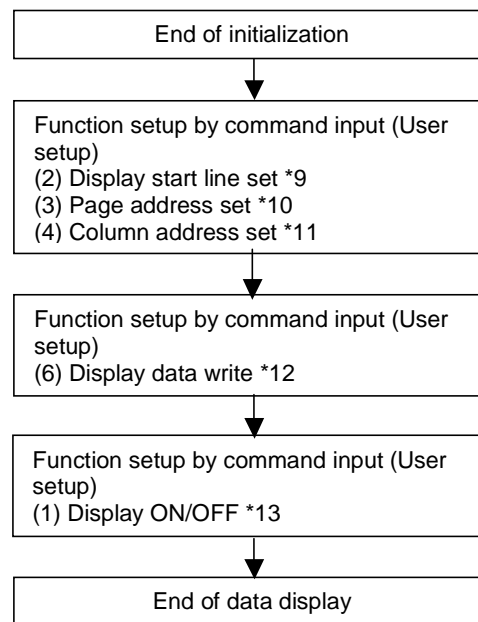 End of initialization
Function setup by command input (User
setup)
(2) Display start line set *9
(3) Page address set *10
(4) Column address set *11
Function setup by command input (User
setup)
(6) Display data write *12
Function setup by command input (User
setup)
(1) Display ON/OFF *13
End of data display